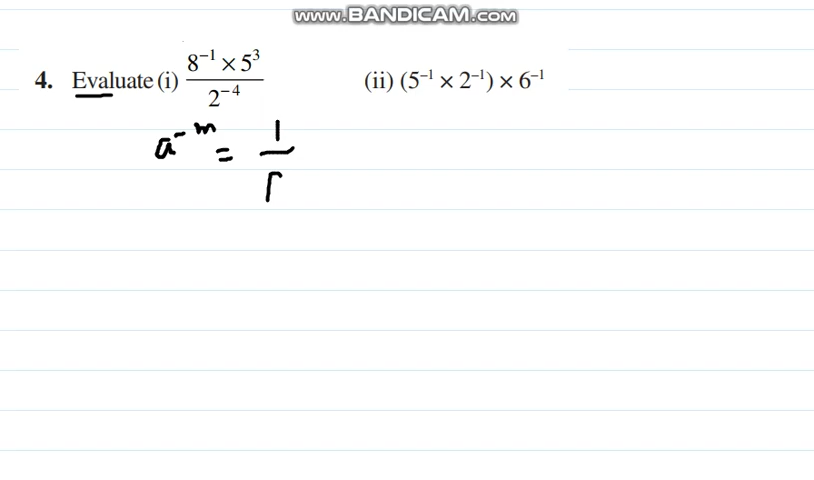 www.BANDICAM.com
4. Evaluate (i) (8⁻¹ × 5³)/2⁻⁴ (ii) (5⁻¹ × 2⁻¹) × 6⁻¹
a⁻ᵐ = 1/